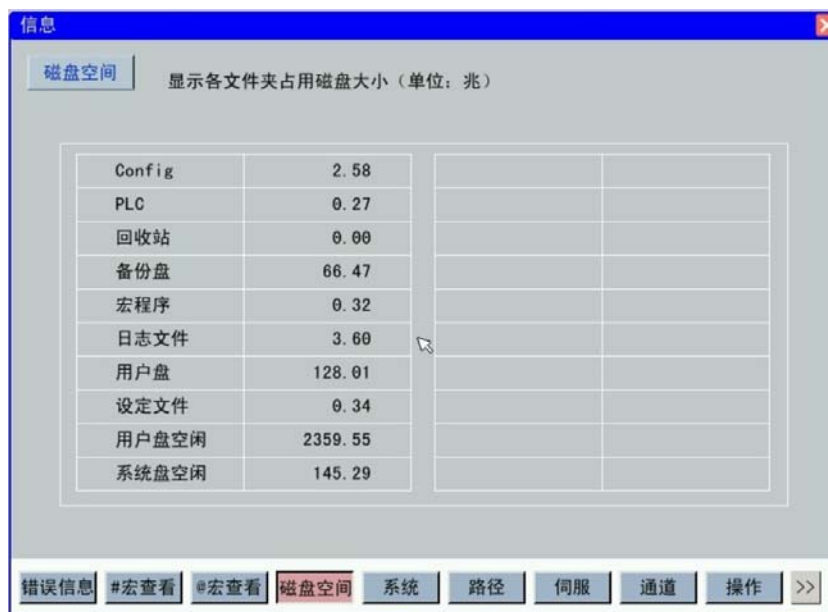 信息
磁盘空间
显示各文件夹占用磁盘大小（单位：兆）
Config 2.58
PLC 0.27
回收站 0.00
备份盘 66.47
宏程序 0.32
日志文件 3.60
用户盘 128.01
设定文件 0.34
用户盘空闲 2359.55
系统盘空闲 145.29
错误信息 #宏查看 @宏查看 磁盘空间 系统 路径 伺服 通道 操作 >>